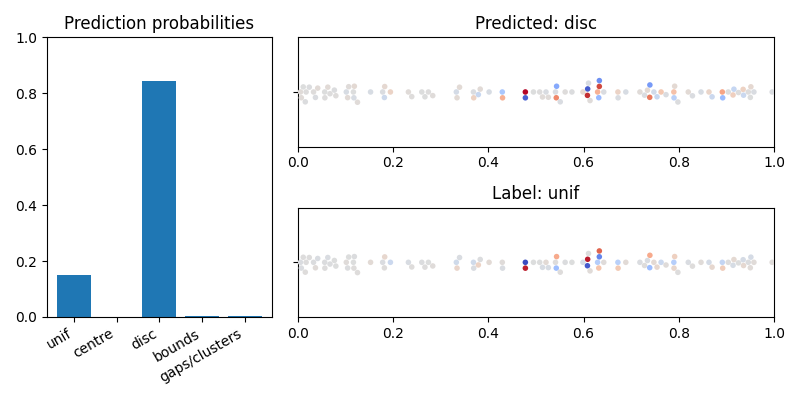 Prediction probabilities
1.0
0.8
0.6
0.4
0.2
0.0
unif
centre
disc
bounds
gaps/clusters
Predicted: disc
0.0 0.2 0.4 0.6 0.8 1.0
Label: unif
0.0 0.2 0.4 0.6 0.8 1.0